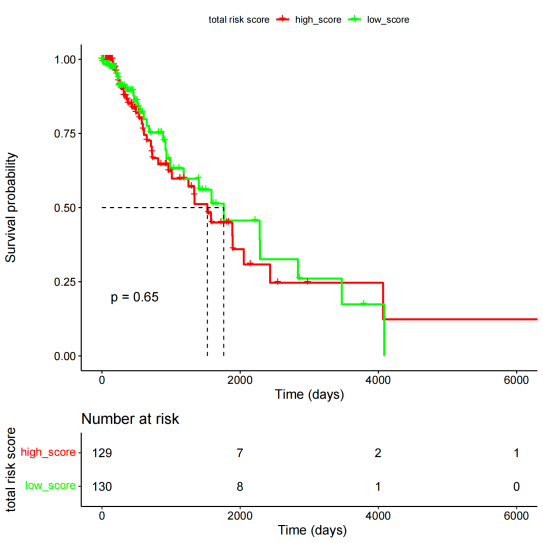 total risk score high_score low_score
Survival probability
1.00
0.75
0.50
0.25
0.00
p = 0.65
0 2000 4000 6000
Time (days)
Number at risk
total risk score
high_score 129 7 2 1
low_score 130 8 1 0
0 2000 4000 6000
Time (days)